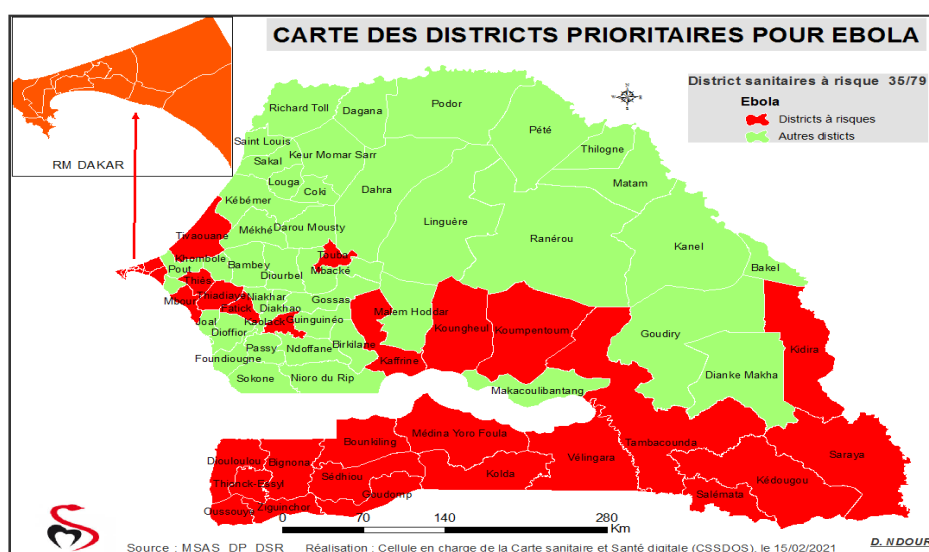 CARTE DES DISTRICTS PRIORITAIRES POUR EBOLA
District sanitaires à risque 35/79
Ebola
Districts à risques
Autres disticts
RM DAKAR
Richard Toll
Dagana
Podor
Pété
Thilogne
Saint Louis
Keur Momar Sarr
Sakal
Matam
Louga
Coki
Dahra
Kébémer
Linguère
Mékhé
Darou Mousty
Tivaouane
Ranérou
Kanel
Touba
Bakel
Pout
Bambey
Diourbel
Mbacké
Thiès
Mbour
Thiadiaye
Niakhar
Gossas
Fatick
Diakhao
Malem Hoddar
Joal
Kaolack
Guinguinéo
Koungheul
Koumpentoum
Dioffior
Goudiry
Passy
Ndoffane
Birkilane
Kidira
Foundiougne
Kaffrine
Dianke Makha
Sokone
Nioro du Rip
Makacoulibantang
Médina Yoro Foula
Bounkiling
Tambacounda
Diouloulou
Bignona
Vélingara
Saraya
Sédhiou
Kolda
Thionck-Essyl
Kédougou
Goudomp
Salémata
Oussouye
Ziguinchor
0 70 140 280
Km
Source : MSAS_DP_DSR Réalisation : Cellule en charge de la Carte sanitaire et Santé digitale (CSSDOS), le 15/02/2021
D. NDOUR